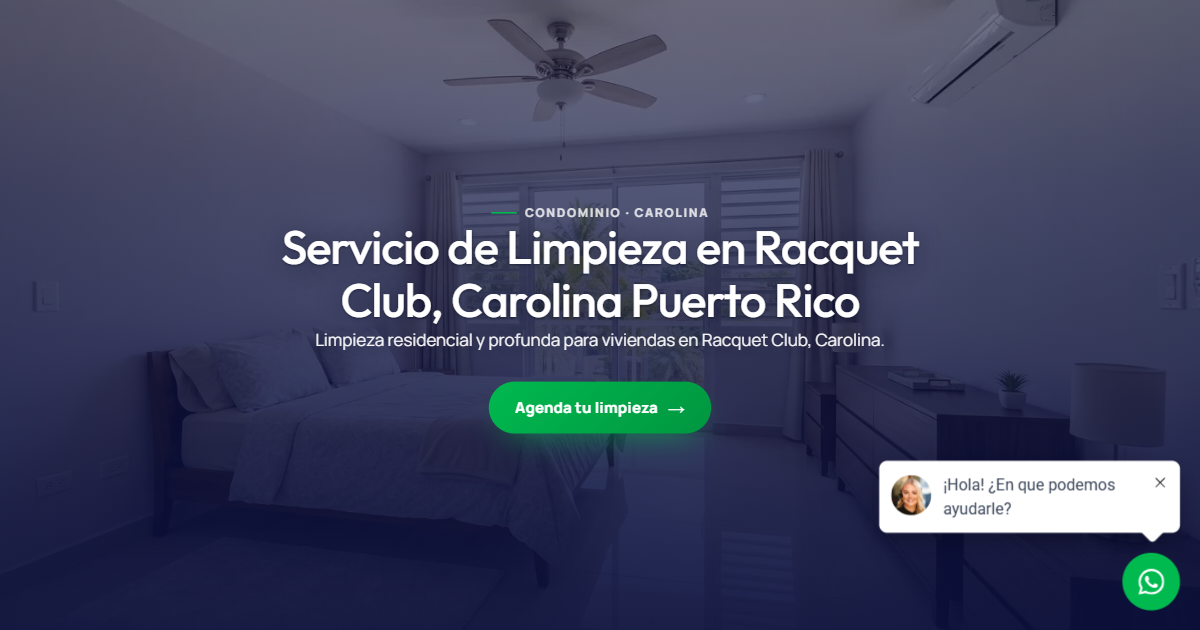 CONDOMINIO · CAROLINA
Servicio de Limpieza en Racquet
Club, Carolina Puerto Rico
Limpieza residencial y profunda para viviendas en Racquet Club, Carolina.
Agenda tu limpieza →
¡Hola! ¿En que podemos
ayudarle?